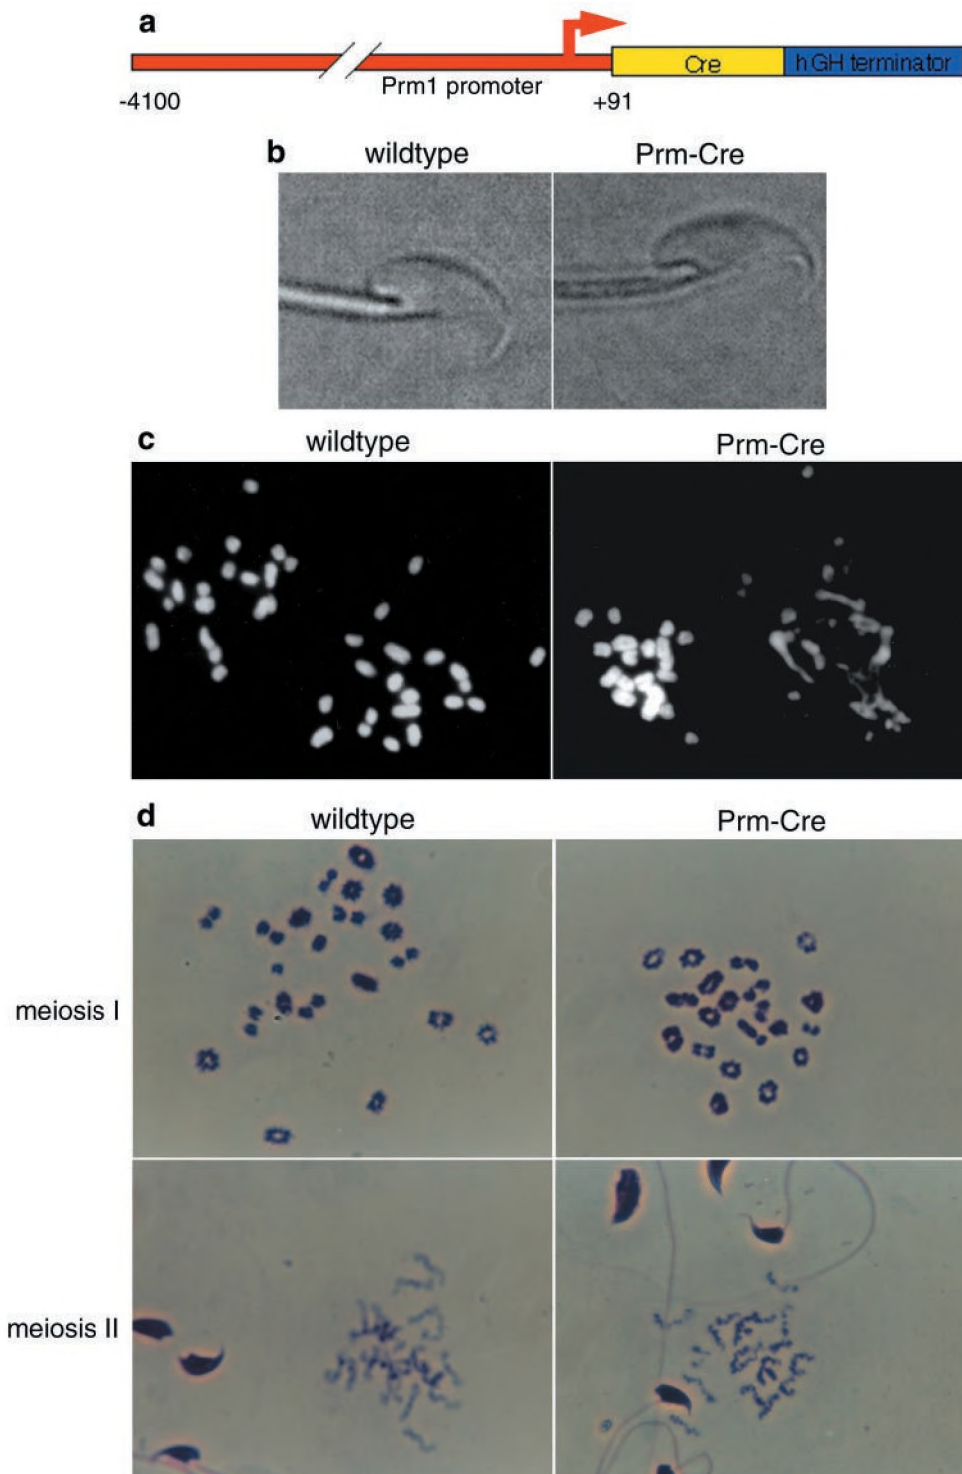 a
Cre
hGH terminator
Prm1 promoter
-4100
+91
b
wildtype
Prm-Cre
c
wildtype
Prm-Cre
d
wildtype
Prm-Cre
meiosis I
meiosis II